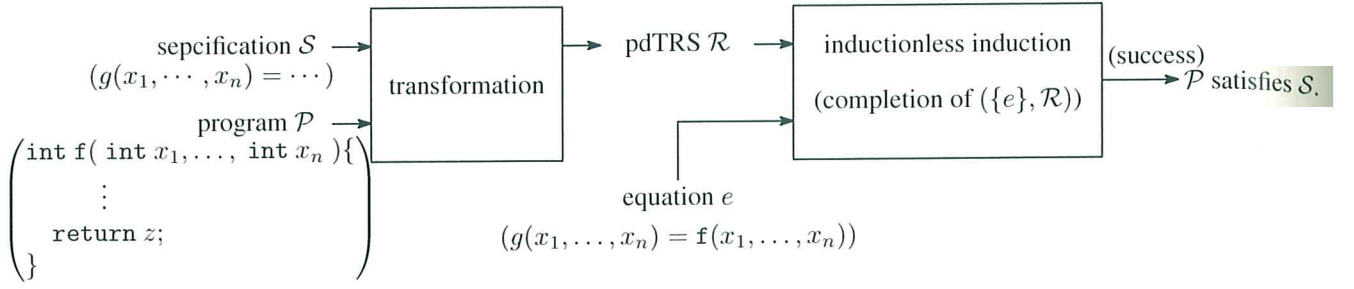 sepcification 𝒮
(g(x₁, ⋯ , xₙ) = ⋯ )
program 𝒫
int f( int x₁, . . . , int xₙ ){
⋮
return z;
}
transformation
pdTRS ℛ
equation e
(g(x₁, . . . , xₙ) = f(x₁, . . . , xₙ))
inductionless induction
(completion of ({e}, ℛ))
(success)
𝒫 satisfies 𝒮.